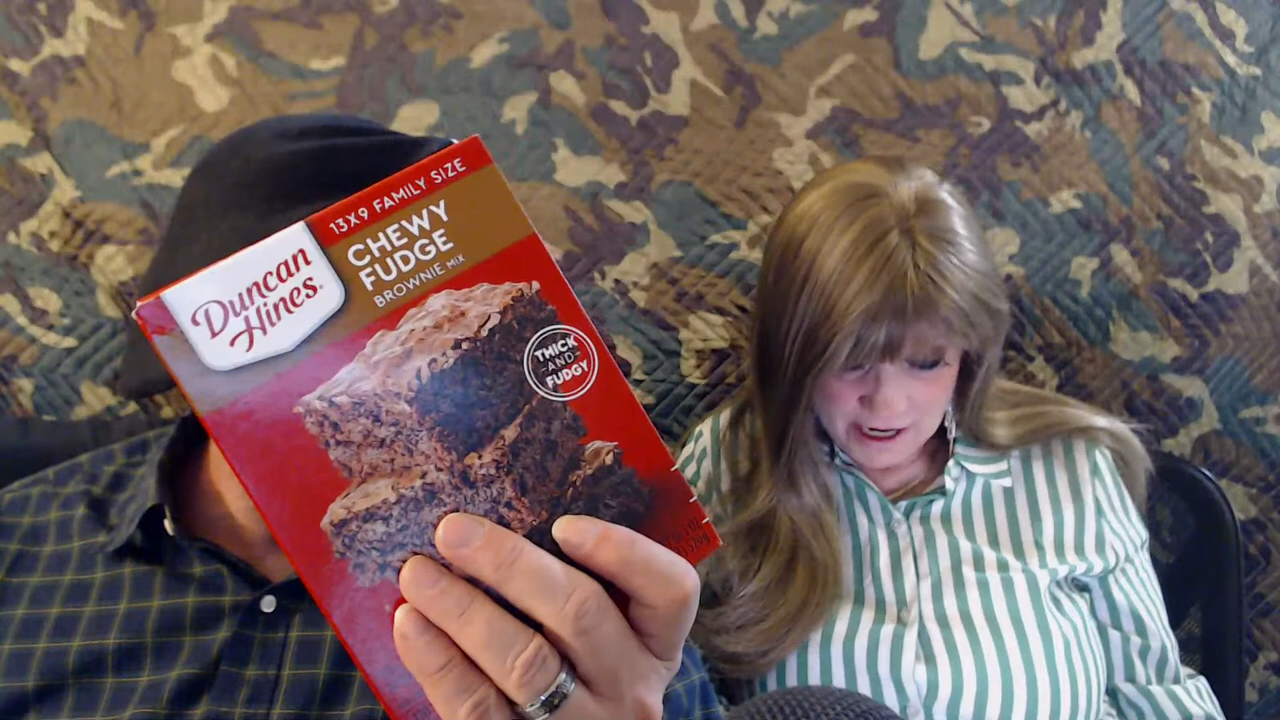 13X9 FAMILY SIZE
Duncan
Hines
CHEWY
FUDGE
BROWNIE MIX
THICK
-AND-
FUDGY